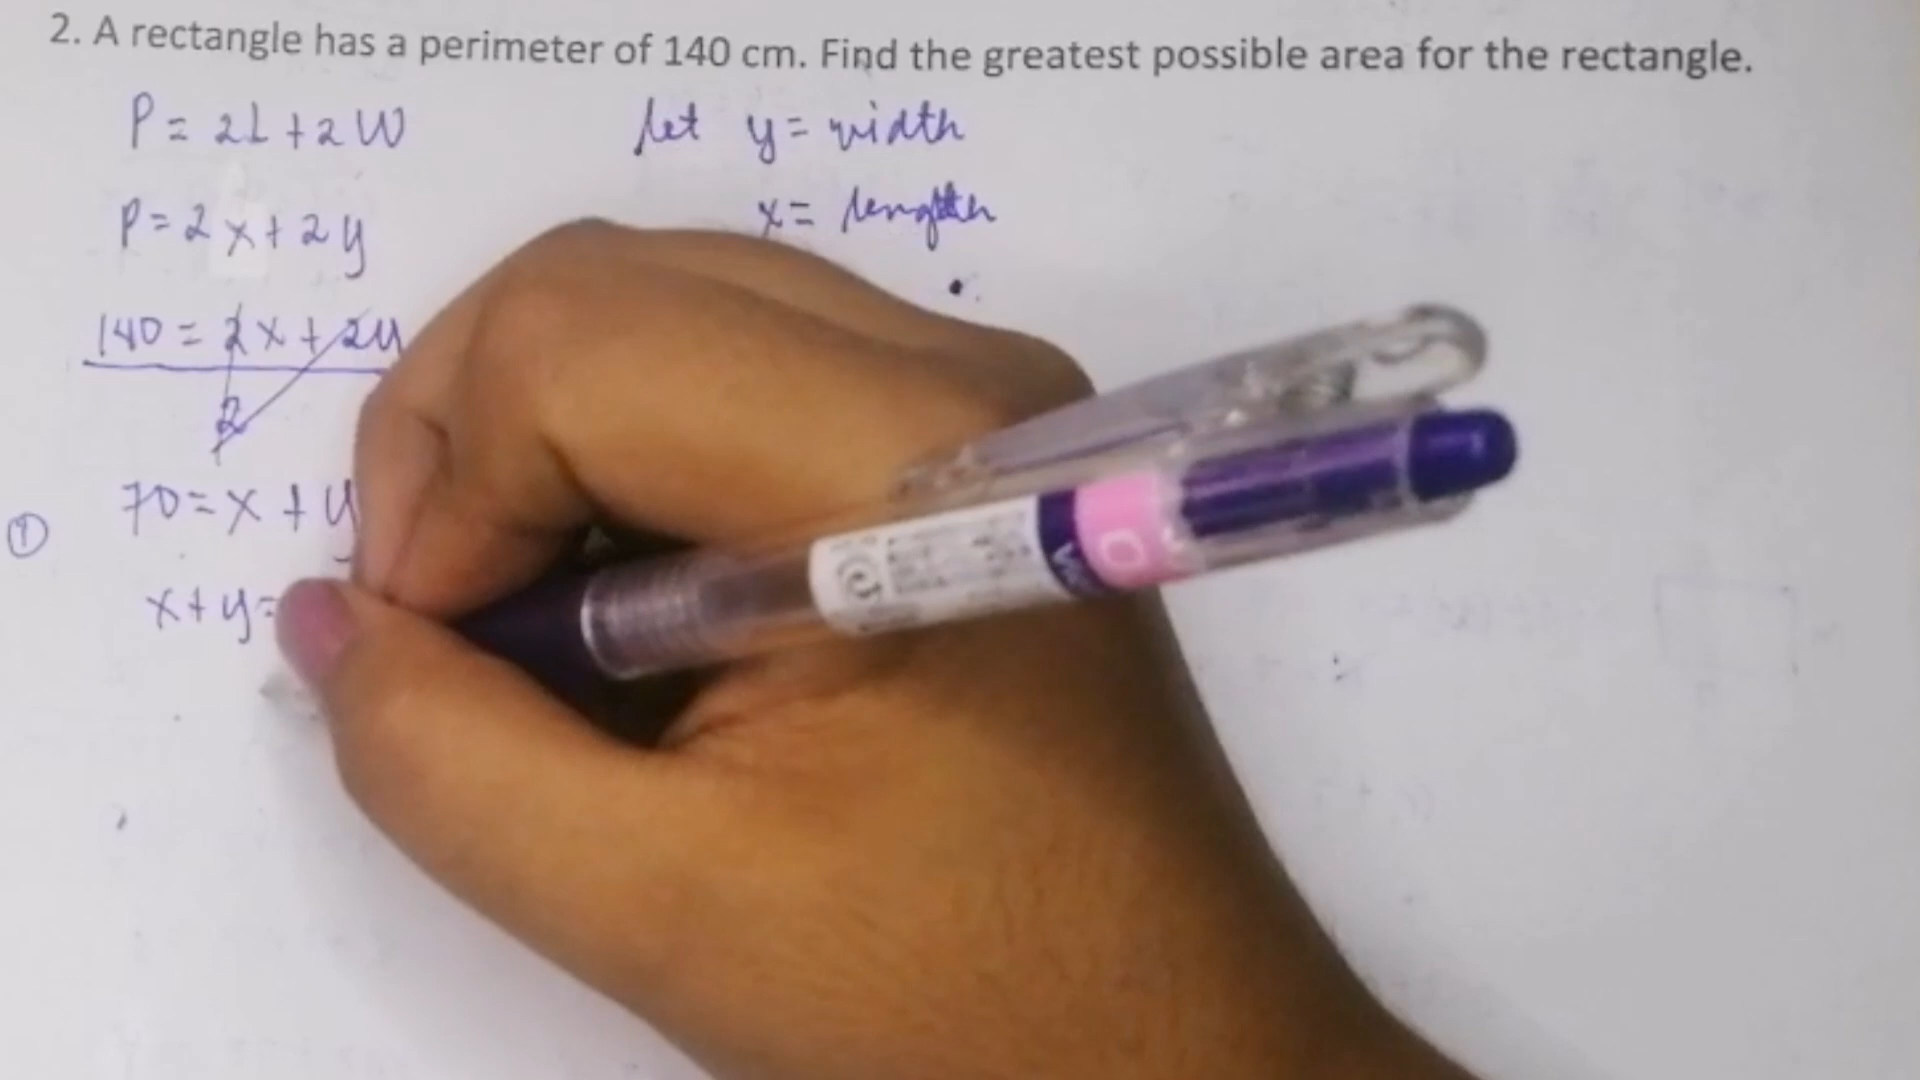 2. A rectangle has a perimeter of 140 cm. Find the greatest possible area for the rectangle.
P = 2L + 2W
let y = width
P = 2x + 2y
x = length
140 = 2x + 2y
2
① 70 = x + y
x + y =